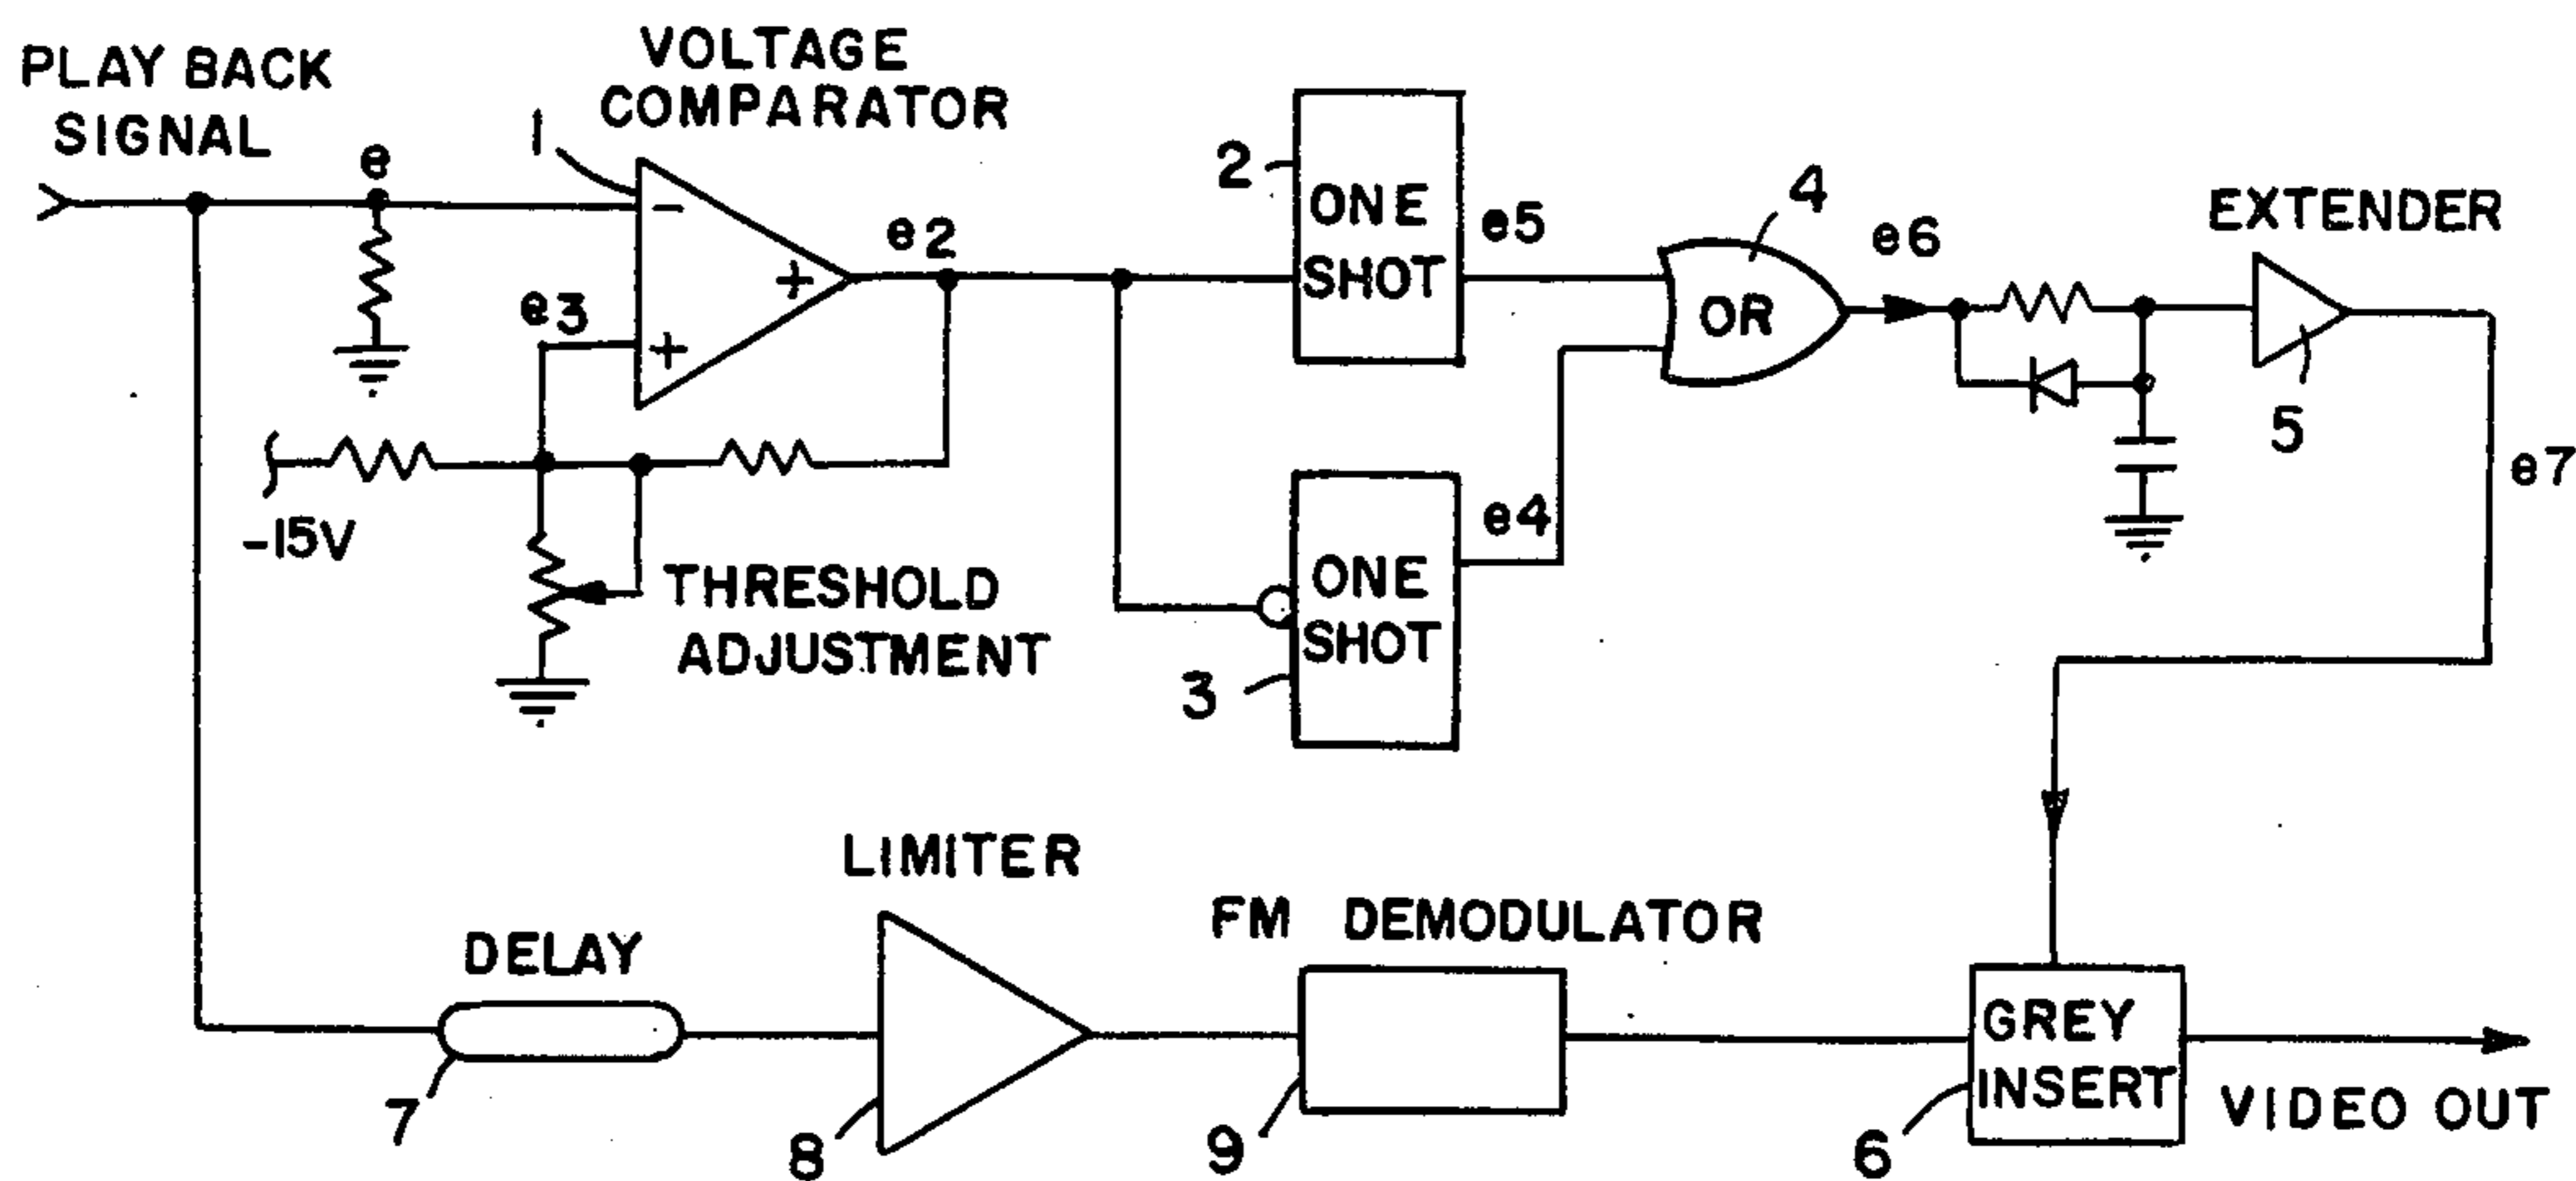 PLAY BACK
SIGNAL
VOLTAGE
COMPARATOR
1
e
-
+
+
e2
e3
-15V
THRESHOLD
ADJUSTMENT
2
ONE
SHOT
e5
3
ONE
SHOT
e4
4
OR
e6
EXTENDER
5
e7
DELAY
7
LIMITER
8
FM DEMODULATOR
9
GREY
INSERT
6
VIDEO OUT